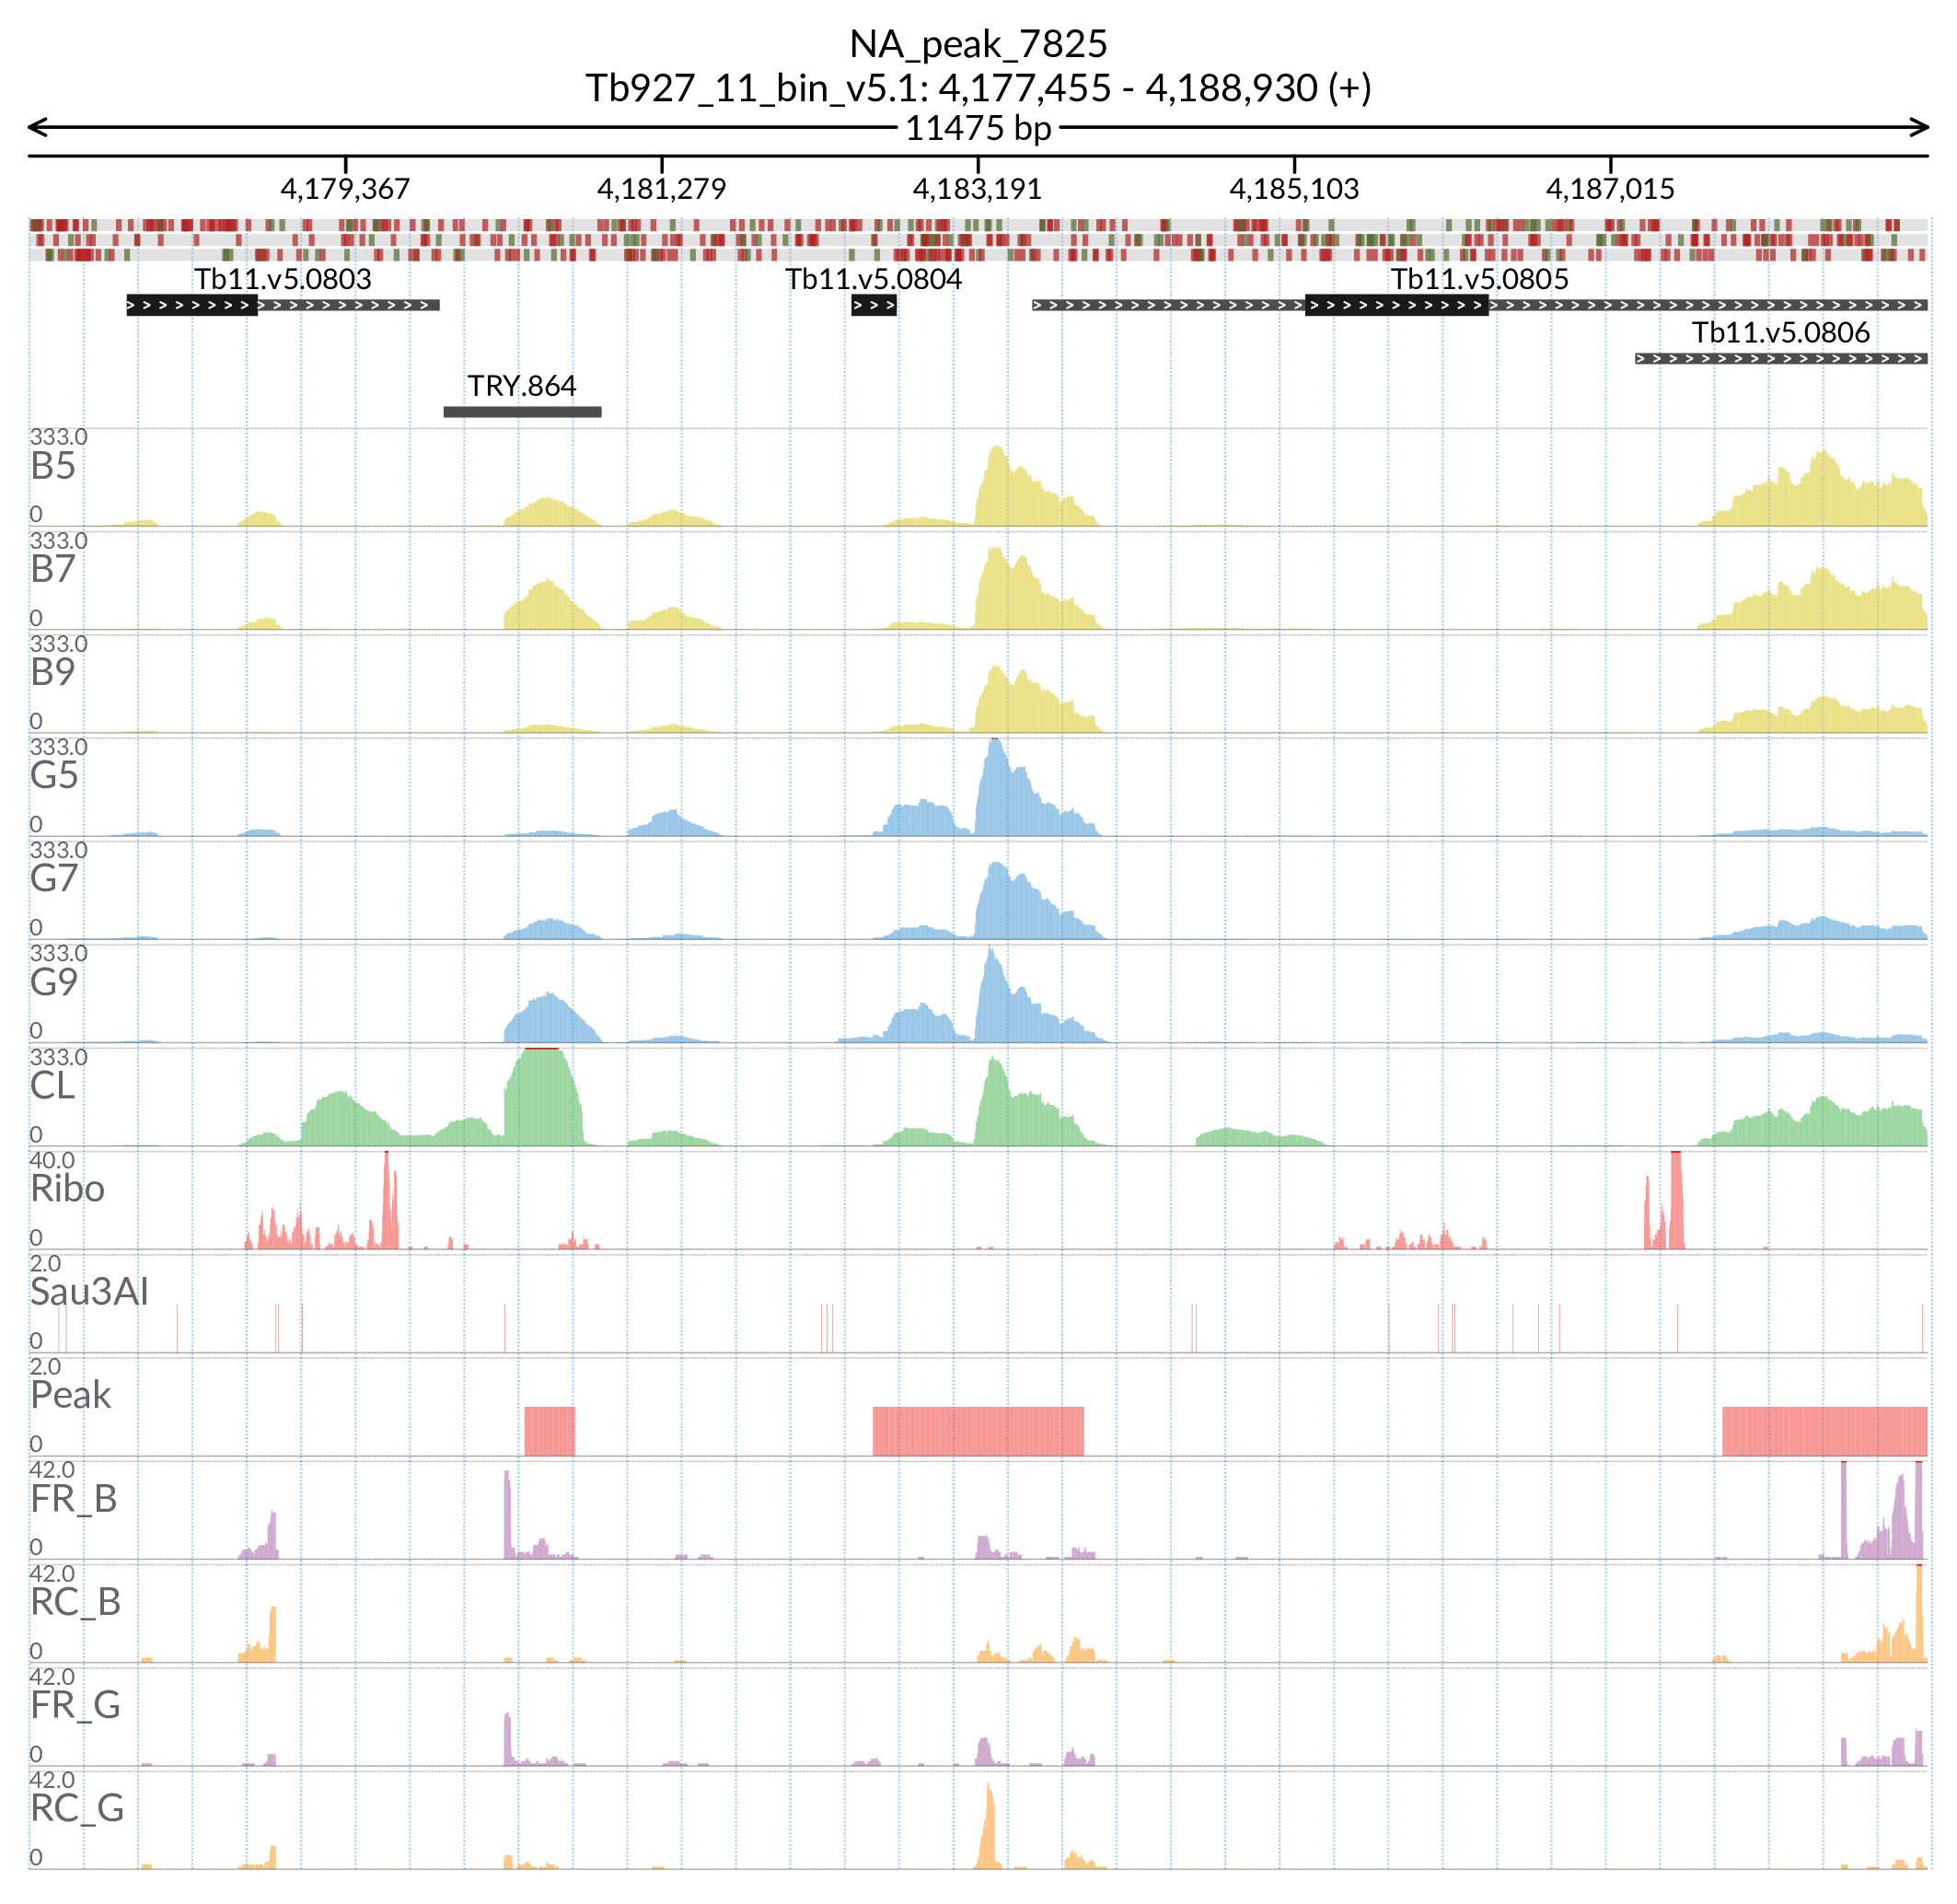 NA_peak_7825
Tb927_11_bin_v5.1: 4,177,455 - 4,188,930 (+)
11475 bp
4,179,367 4,181,279 4,183,191 4,185,103 4,187,015
Tb11.v5.0803 Tb11.v5.0804 Tb11.v5.0805
Tb11.v5.0806
TRY.864
333.0
B5
0
333.0
B7
0
333.0
B9
0
333.0
G5
0
333.0
G7
0
333.0
G9
0
333.0
CL
0
40.0
Ribo
0
2.0
Sau3AI
0
2.0
Peak
0
42.0
FR_B
0
42.0
RC_B
0
42.0
FR_G
0
42.0
RC_G
0